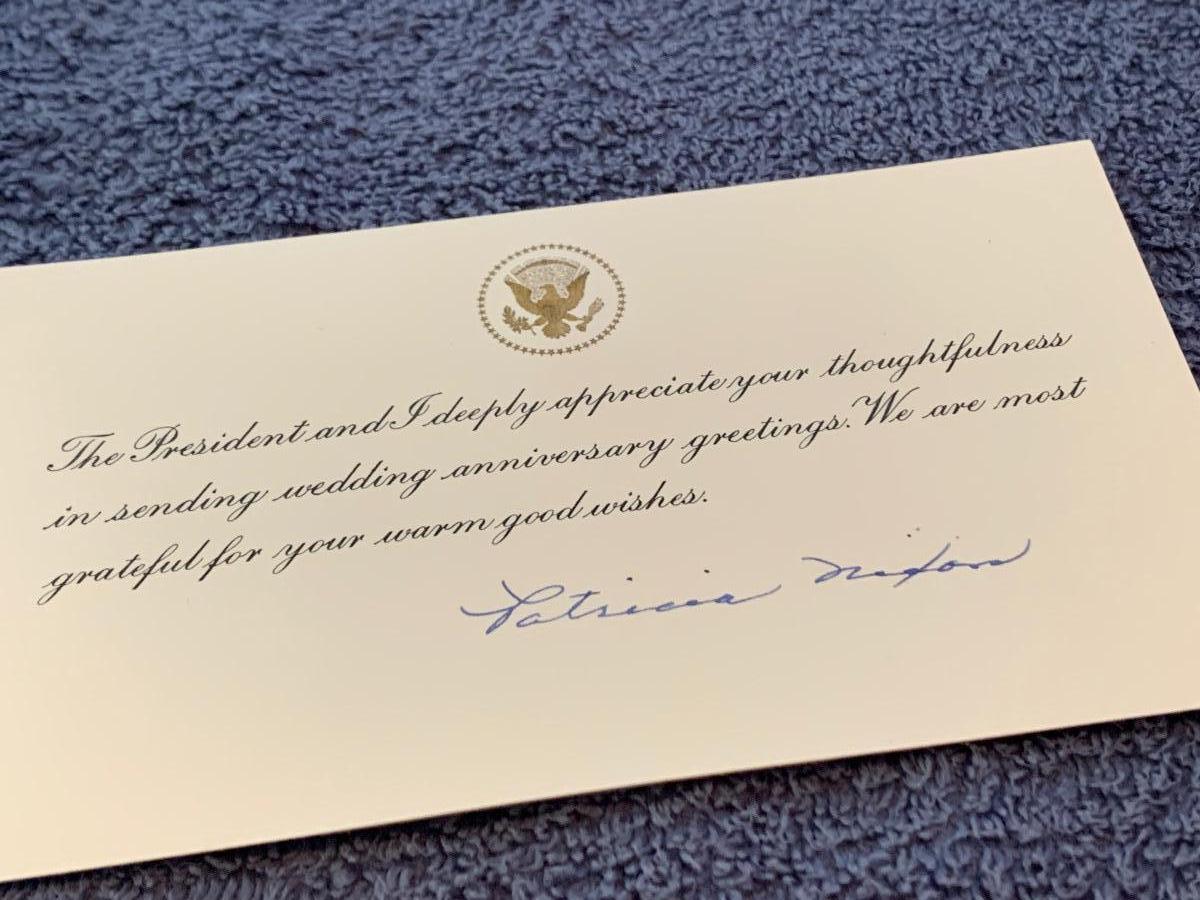 The President and I deeply appreciate your thoughtfulness
in sending wedding anniversary greetings. We are most
grateful for your warm good wishes.
Patricia Nixon